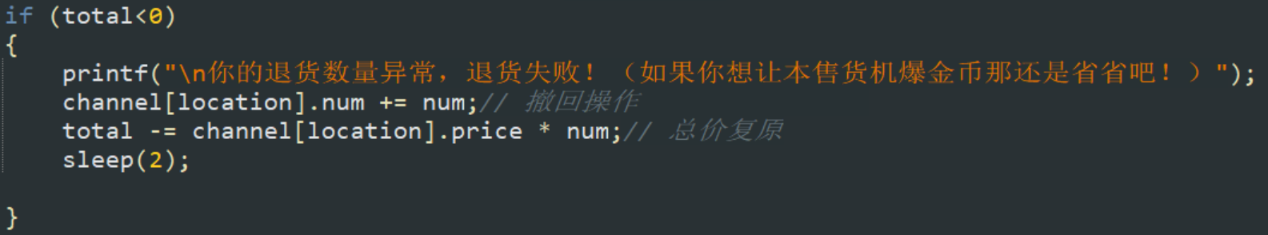 if (total<0)
{
printf("\n你的退货数量异常，退货失败！（如果你想让本售货机爆金币那还是省省吧！）");
channel[location].num += num;// 撤回操作
total -= channel[location].price * num;// 总价复原
sleep(2);
}